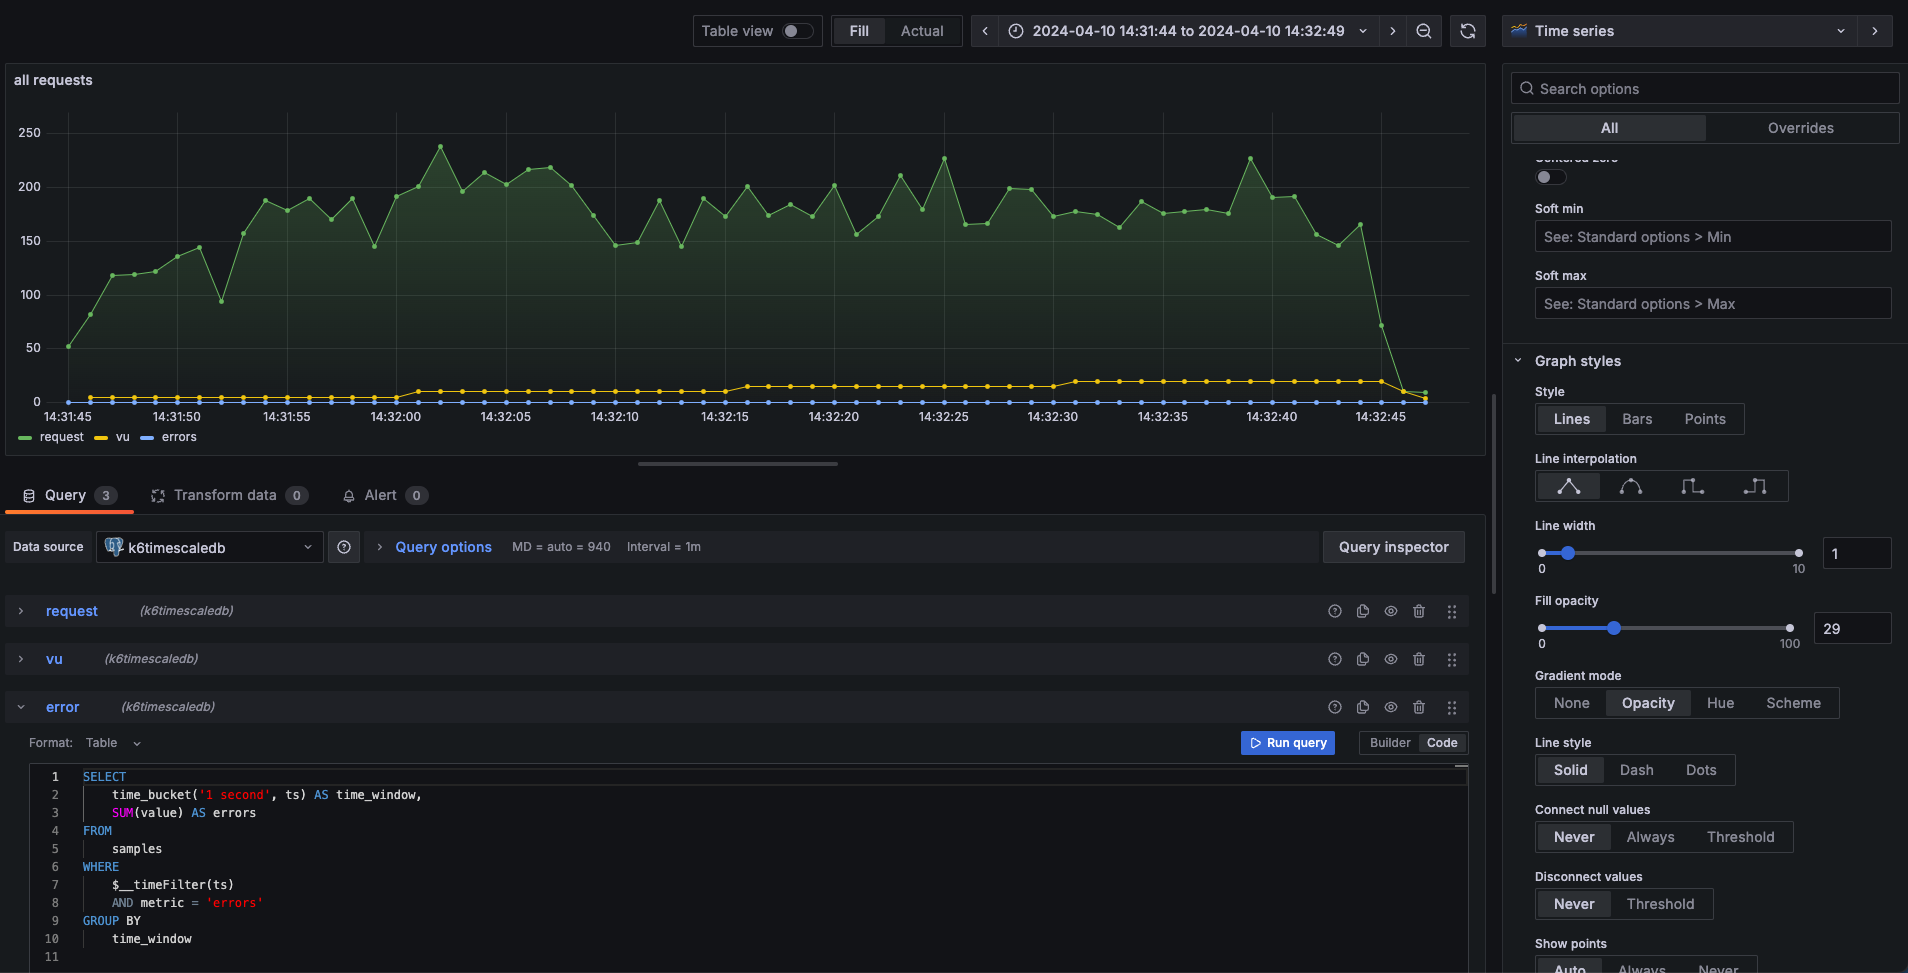 Table view
Fill Actual
2024-04-10 14:31:44 to 2024-04-10 14:32:49
Time series
all requests
250
200
150
100
50
0
14:31:45 14:31:50 14:31:55 14:32:00 14:32:05 14:32:10 14:32:15 14:32:20 14:32:25 14:32:30 14:32:35 14:32:40 14:32:45
request vu errors
Query 3 Transform data 0 Alert 0
Data source k6timescaledb > Query options MD = auto = 940 Interval = 1m Query inspector
request (k6timescaledb)
vu (k6timescaledb)
error (k6timescaledb)
Format: Table Run query Builder Code
1 SELECT
2 time_bucket('1 second', ts) AS time_window,
3 SUM(value) AS errors
4 FROM
5 samples
6 WHERE
7 $__timeFilter(ts)
8 AND metric = 'errors'
9 GROUP BY
10 time_window
11
Search options
All Overrides
Centered zero
Soft min
See: Standard options > Min
Soft max
See: Standard options > Max
Graph styles
Style
Lines Bars Points
Line interpolation
Line width
0 10 1
Fill opacity
0 100 29
Gradient mode
None Opacity Hue Scheme
Line style
Solid Dash Dots
Connect null values
Never Always Threshold
Disconnect values
Never Threshold
Show points
Auto Always Never